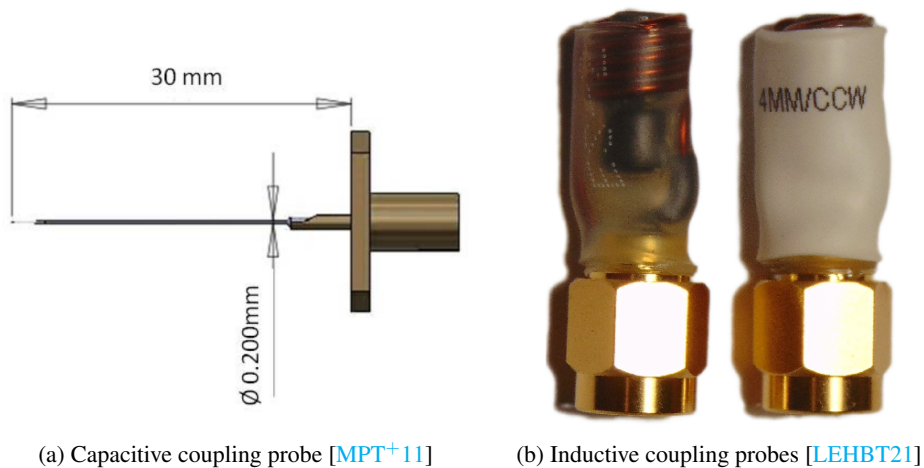 30 mm
Ø 0.200mm
4MM/CCW
(a) Capacitive coupling probe [MPT+11]
(b) Inductive coupling probes [LEHBT21]